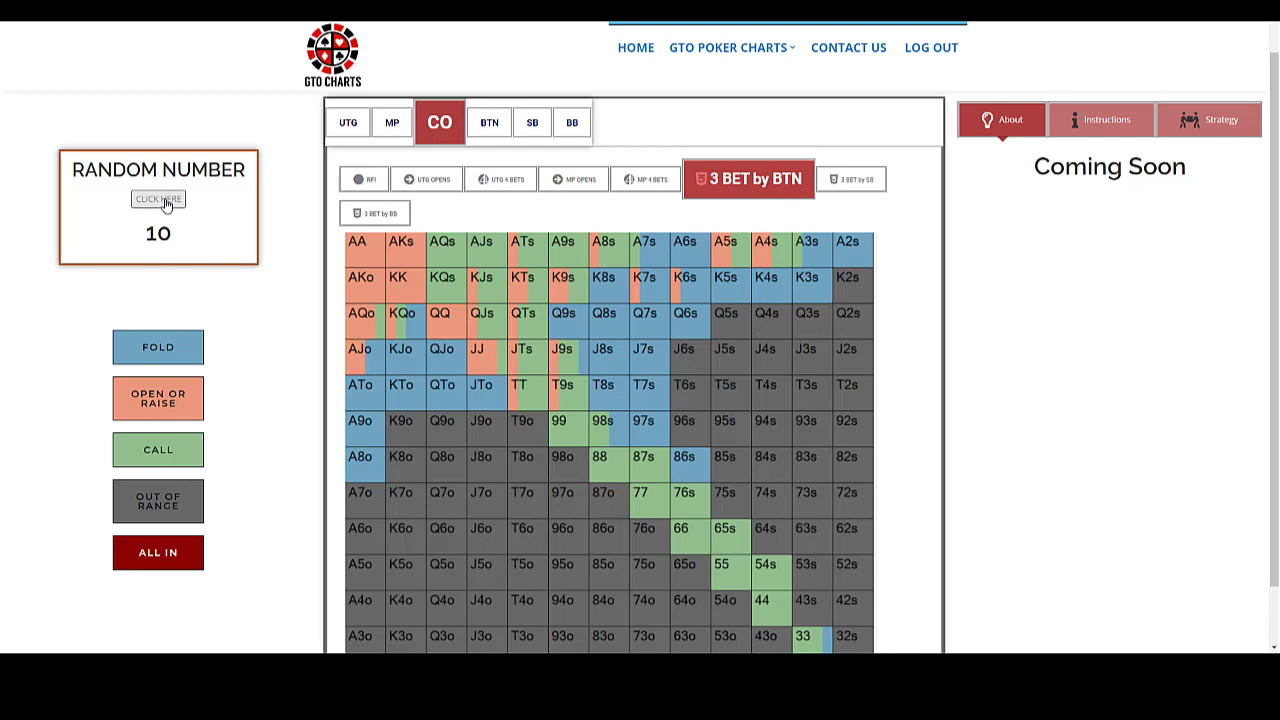 GTO CHARTS
HOME GTO POKER CHARTS CONTACT US LOG OUT
UTG MP CO BTN SB BB
About Instructions Strategy
Coming Soon
RANDOM NUMBER
CLICK HERE
10
FOLD
OPEN OR
RAISE
CALL
OUT OF
RANGE
ALL IN
RFI UTG OPENS UTG 4 BETS MP OPENS MP 4 BETS 3 BET by BTN 3 BET by SB
3 BET by BB
AA AKs AQs AJs ATs A9s A8s A7s A6s A5s A4s A3s A2s
AKo KK KQs KJs KTs K9s K8s K7s K6s K5s K4s K3s K2s
AQo KQo QQ QJs QTs Q9s Q8s Q7s Q6s Q5s Q4s Q3s Q2s
AJo KJo QJo JJ JTs J9s J8s J7s J6s J5s J4s J3s J2s
ATo KTo QTo JTo TT T9s T8s T7s T6s T5s T4s T3s T2s
A9o K9o Q9o J9o T9o 99 98s 97s 96s 95s 94s 93s 92s
A8o K8o Q8o J8o T8o 98o 88 87s 86s 85s 84s 83s 82s
A7o K7o Q7o J7o T7o 97o 87o 77 76s 75s 74s 73s 72s
A6o K6o Q6o J6o T6o 96o 86o 76o 66 65s 64s 63s 62s
A5o K5o Q5o J5o T5o 95o 85o 75o 65o 55 54s 53s 52s
A4o K4o Q4o J4o T4o 94o 84o 74o 64o 54o 44 43s 42s
A3o K3o Q3o J3o T3o 93o 83o 73o 63o 53o 43o 33 32s